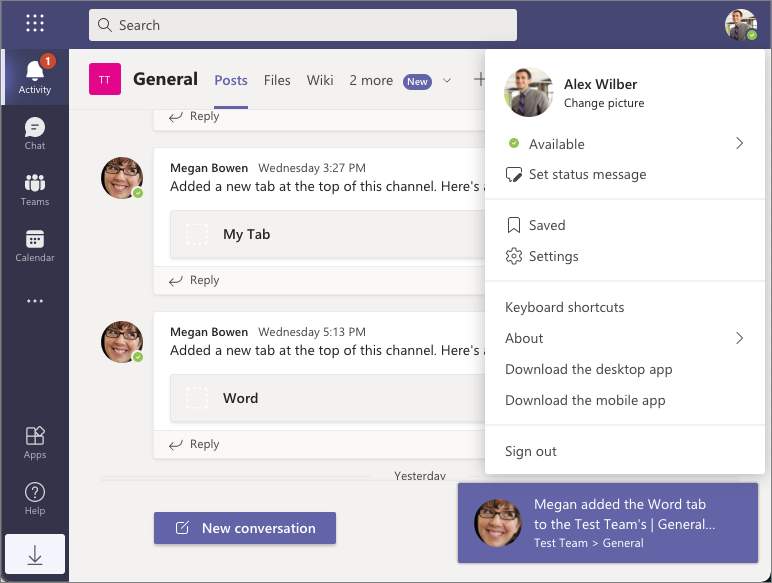 Search
1
Activity
Chat
Teams
Calendar
Apps
Help
TT
General
Posts
Files
Wiki
2 more
New
Reply
Megan Bowen Wednesday 3:27 PM
Added a new tab at the top of this channel. Here's
My Tab
Reply
Megan Bowen Wednesday 5:13 PM
Added a new tab at the top of this channel. Here's
Word
Reply
Yesterday
New conversation
Alex Wilber
Change picture
Available
Set status message
Saved
Settings
Keyboard shortcuts
About
Download the desktop app
Download the mobile app
Sign out
Megan added the Word tab
to the Test Team's | General...
Test Team > General